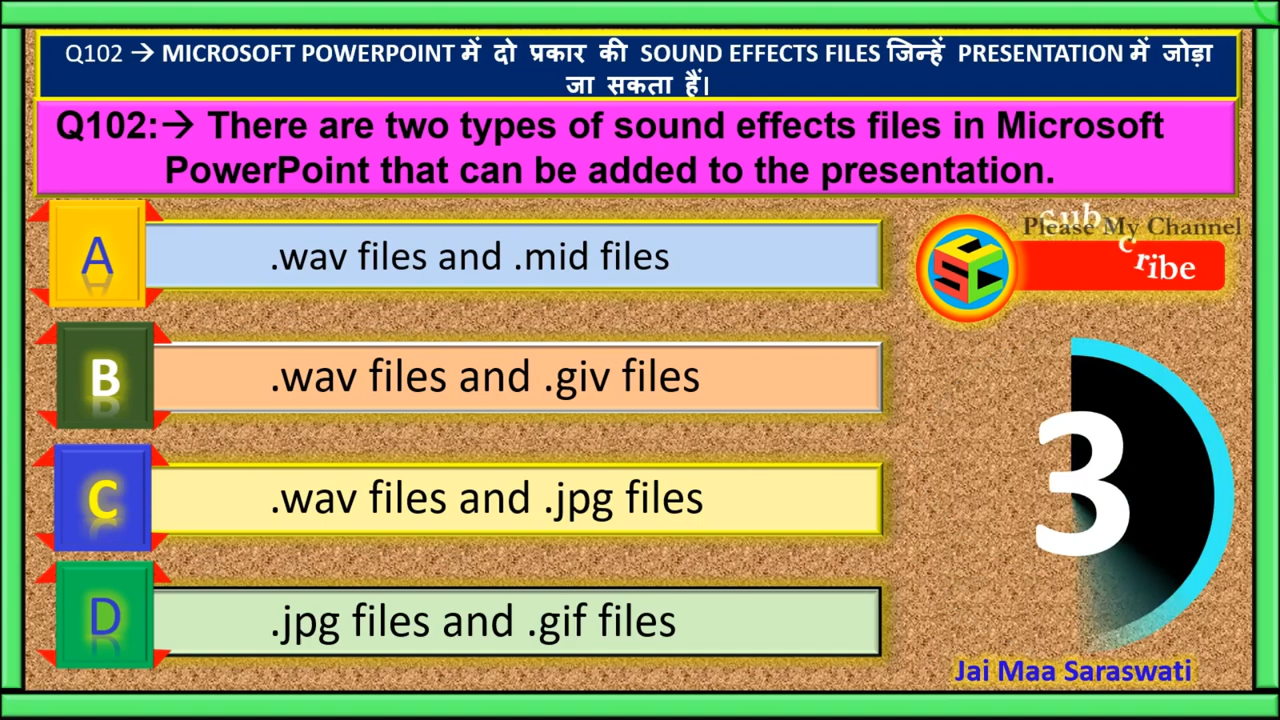 Q102 → MICROSOFT POWERPOINT में दो प्रकार की SOUND EFFECTS FILES जिन्हें PRESENTATION में जोड़ा
जा सकता हैं।
Q102:→ There are two types of sound effects files in Microsoft
PowerPoint that can be added to the presentation.
A .wav files and .mid files
B .wav files and .giv files
C .wav files and .jpg files
D .jpg files and .gif files
Please My Channel
Subcribe
SCC
3
Jai Maa Saraswati